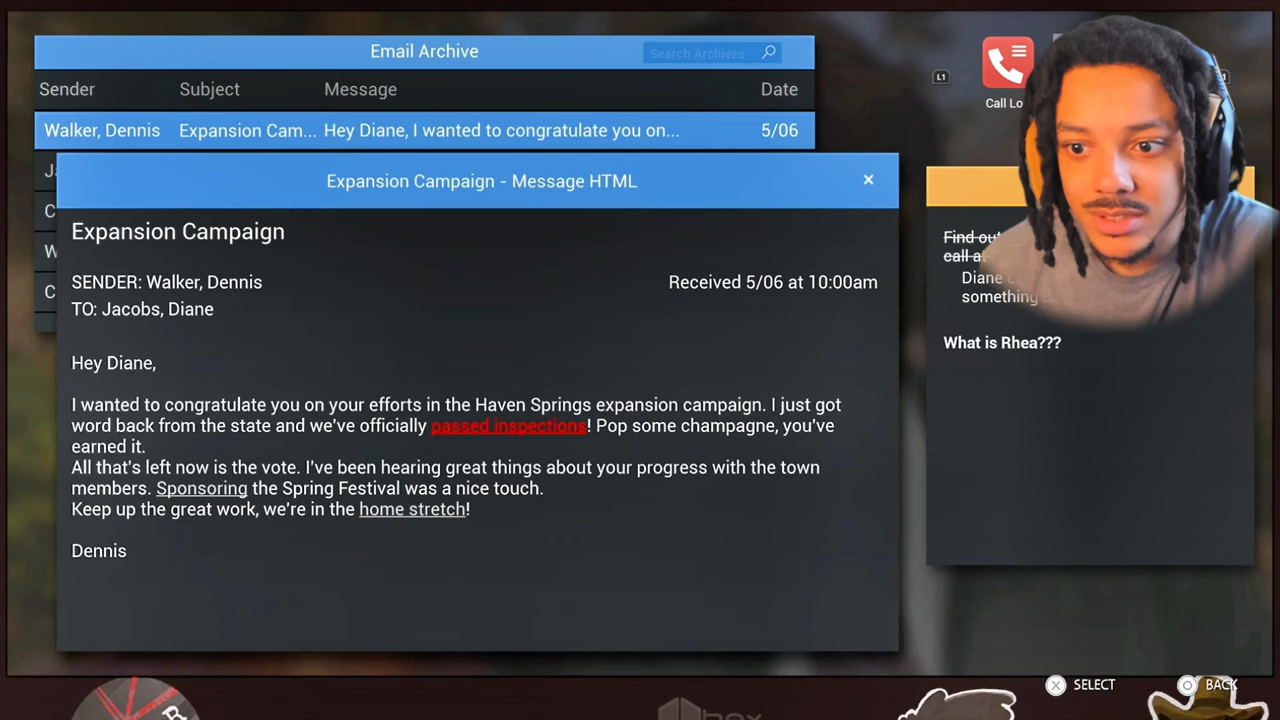 Email Archive
Search Archives
Sender Subject Message Date
Walker, Dennis Expansion Cam... Hey Diane, I wanted to congratulate you on... 5/06
Expansion Campaign - Message HTML
Expansion Campaign
SENDER: Walker, Dennis
Received 5/06 at 10:00am
TO: Jacobs, Diane
Hey Diane,
I wanted to congratulate you on your efforts in the Haven Springs expansion campaign. I just got
word back from the state and we've officially passed inspections! Pop some champagne, you've
earned it.
All that's left now is the vote. I've been hearing great things about your progress with the town
members. Sponsoring the Spring Festival was a nice touch.
Keep up the great work, we're in the home stretch!
Dennis
L1
Call Lo
Find out
call a
Diane
something
What is Rhea???
SELECT
BACK